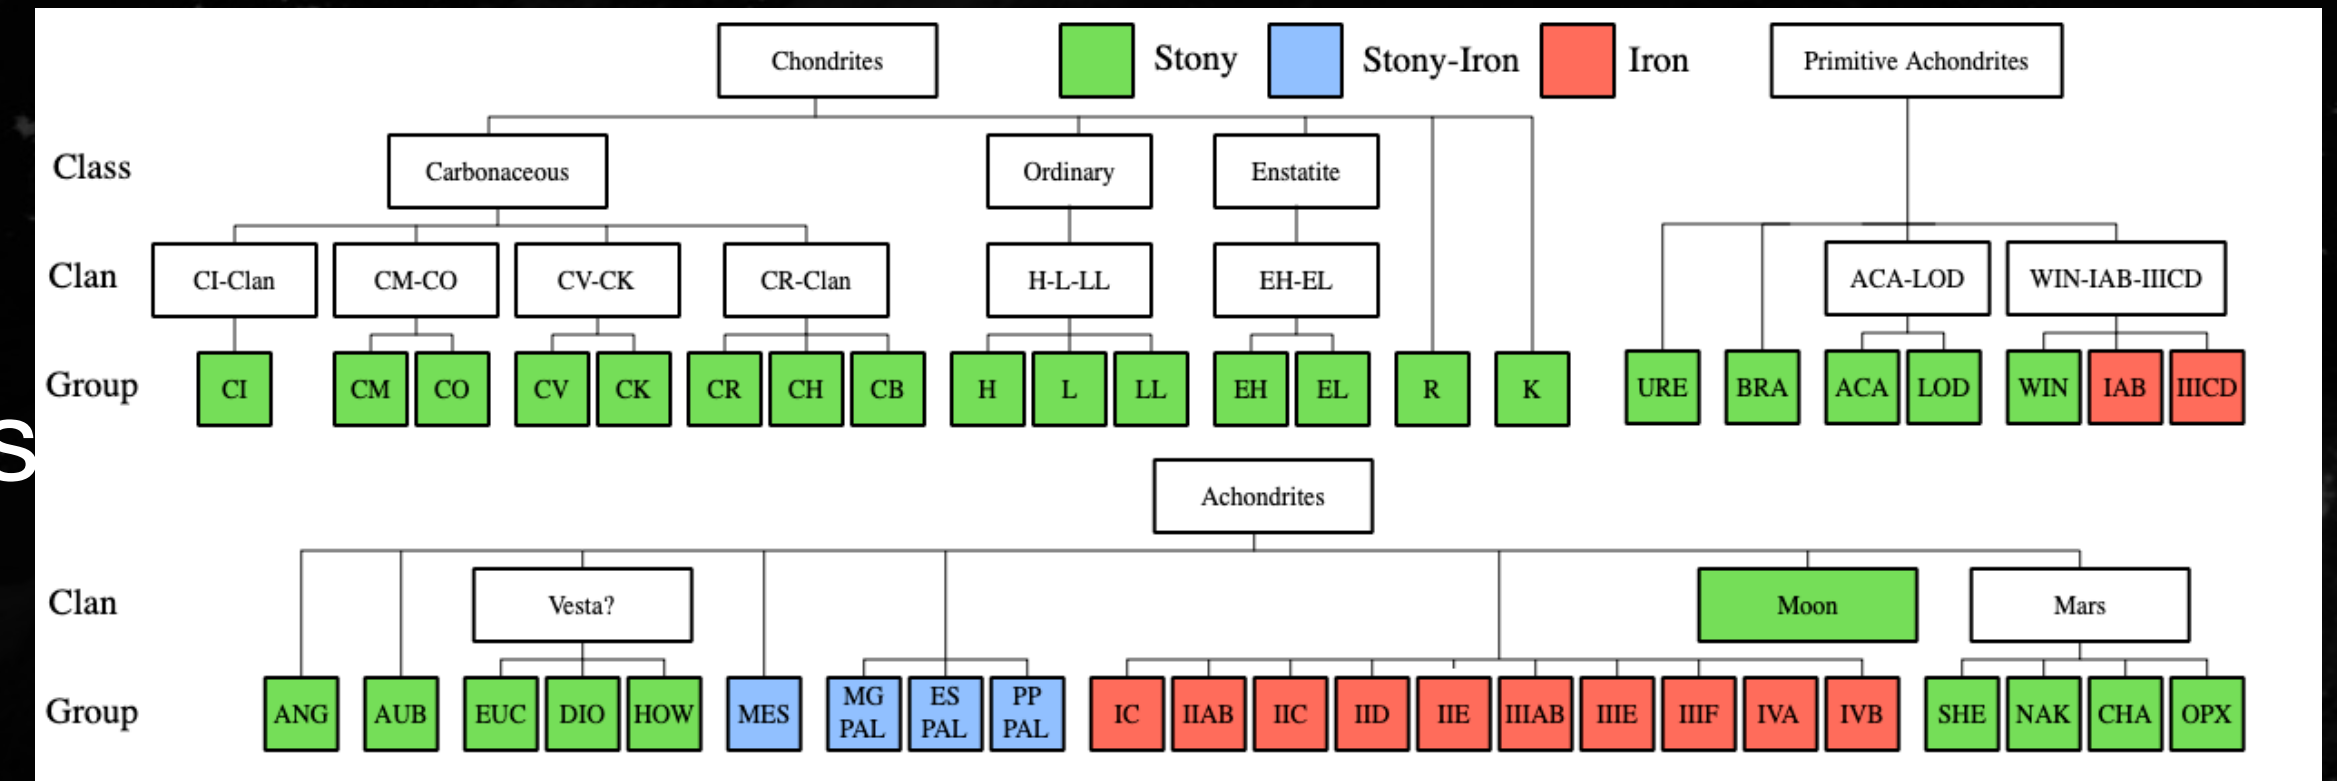 Chondrites
Stony
Stony-Iron
Iron
Primitive Achondrites
Class
Carbonaceous
Ordinary
Enstatite
Clan
CI-Clan
CM-CO
CV-CK
CR-Clan
H-L-LL
EH-EL
ACA-LOD
WIN-IAB-IIICD
Group
CI
CM
CO
CV
CK
CR
CH
CB
H
L
LL
EH
EL
R
K
URE
BRA
ACA
LOD
WIN
IAB
IIICD
s
Achondrites
Clan
Vesta?
Moon
Mars
Group
ANG
AUB
EUC
DIO
HOW
MES
MG
PAL
ES
PAL
PP
PAL
IC
IIAB
IIC
IID
IIE
IIIAB
IIIE
IIIF
IVA
IVB
SHE
NAK
CHA
OPX